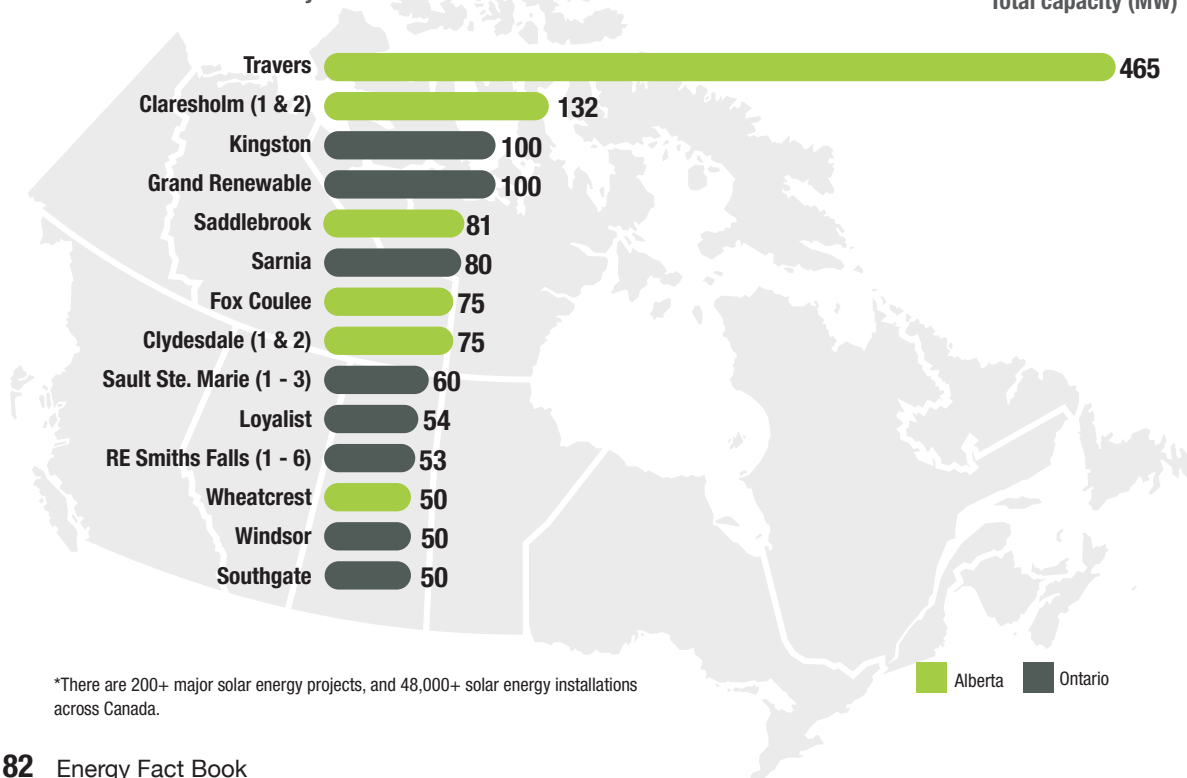 Total capacity (MW)
Travers 465
Claresholm (1 & 2) 132
Kingston 100
Grand Renewable 100
Saddlebrook 81
Sarnia 80
Fox Coulee 75
Clydesdale (1 & 2) 75
Sault Ste. Marie (1 - 3) 60
Loyalist 54
RE Smiths Falls (1 - 6) 53
Wheatcrest 50
Windsor 50
Southgate 50
*There are 200+ major solar energy projects, and 48,000+ solar energy installations
across Canada.
Alberta Ontario
82 Energy Fact Book